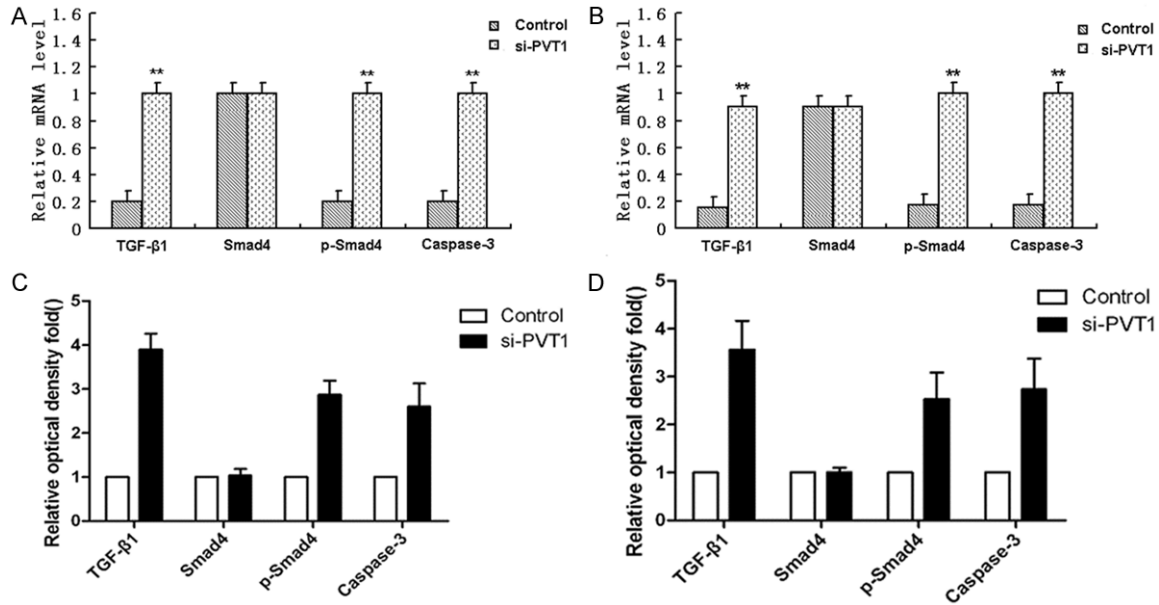 A
Relative mRNA level
1.6
1.4
1.2
1
0.8
0.6
0.4
0.2
0
**
**
**
Control
si-PVT1
TGF-β1 Smad4 p-Smad4 Caspase-3
B
Relative mRNA level
1.6
1.4
1.2
1
0.8
0.6
0.4
0.2
0
**
**
**
Control
si-PVT1
TGF-β1 Smad4 p-Smad4 Caspase-3
C
Relative optical density fold()
5
4
3
2
1
0
Control
si-PVT1
TGF-β1
Smad4
p-Smad4
Caspase-3
D
Relative optical density fold()
5
4
3
2
1
0
Control
si-PVT1
TGF-β1
Smad4
p-Smad4
Caspase-3